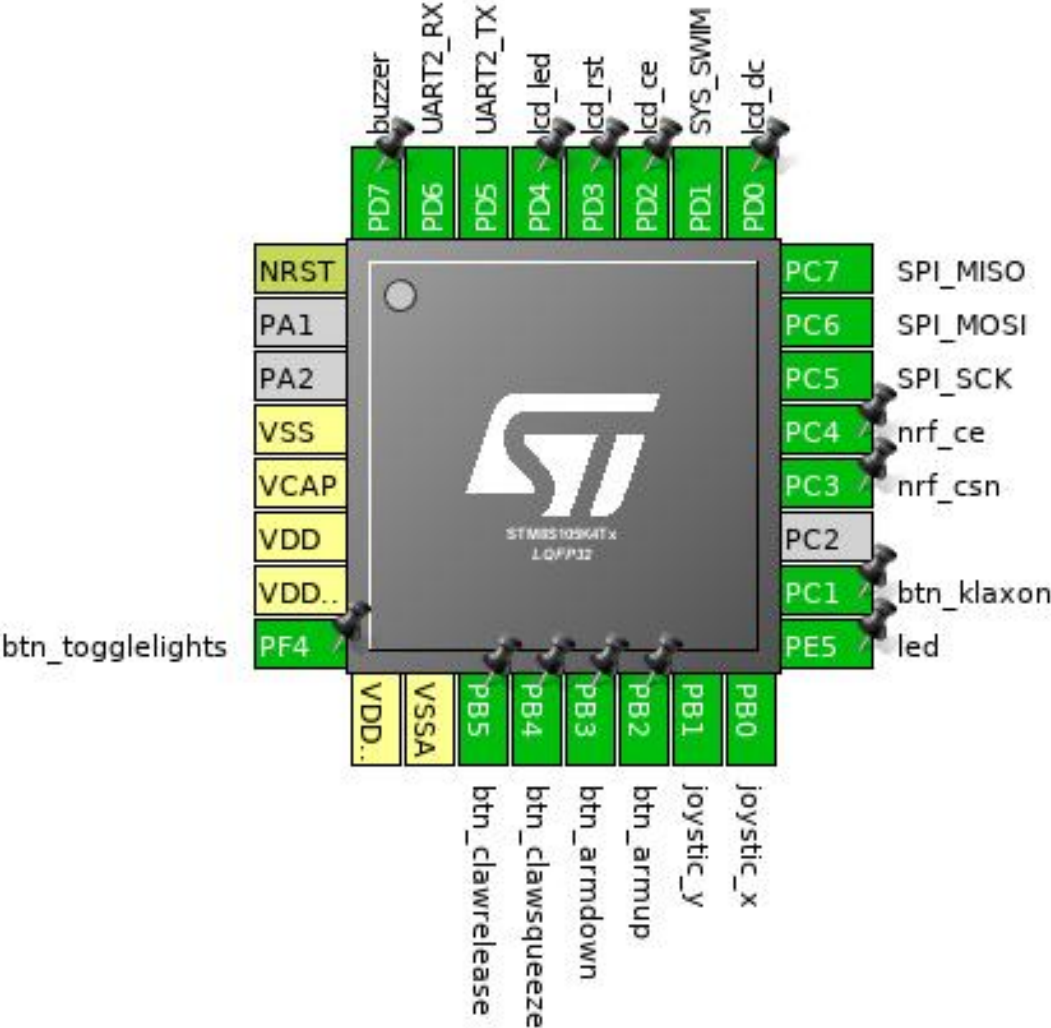 buzzer
UART2_RX
UART2_TX
lcd_led
lcd_rst
lcd_ce
SYS_SWIM
lcd_dc
PD7
PD6
PD5
PD4
PD3
PD2
PD1
PD0
NRST
PA1
PA2
VSS
VCAP
VDD
VDD..
btn_togglelights PF4
PC7 SPI_MISO
PC6 SPI_MOSI
PC5 SPI_SCK
PC4 nrf_ce
PC3 nrf_csn
PC2
PC1 btn_klaxon
PE5 led
STM8S105K4Tx
LQFP32
VDD..
VSSA
PB5
PB4
PB3
PB2
PB1
PB0
btn_clawrelease
btn_clawsqueeze
btn_armdown
btn_armup
joystic_y
joystic_x